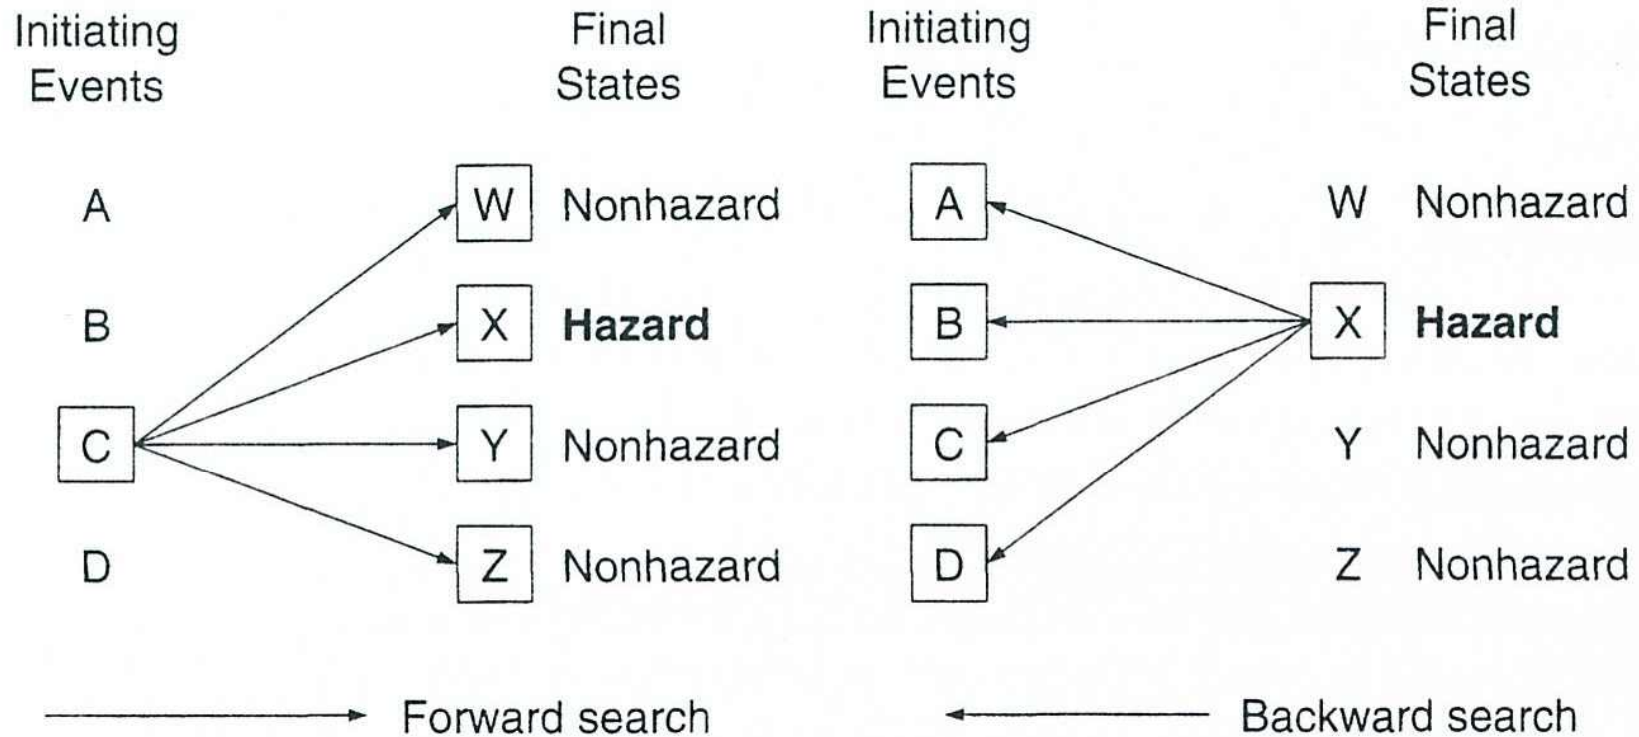 Initiating
Events
Final
States
A
W Nonhazard
B
X Hazard
C
Y Nonhazard
D
Z Nonhazard
Forward search
Initiating
Events
Final
States
A
W Nonhazard
B
X Hazard
C
Y Nonhazard
D
Z Nonhazard
Backward search